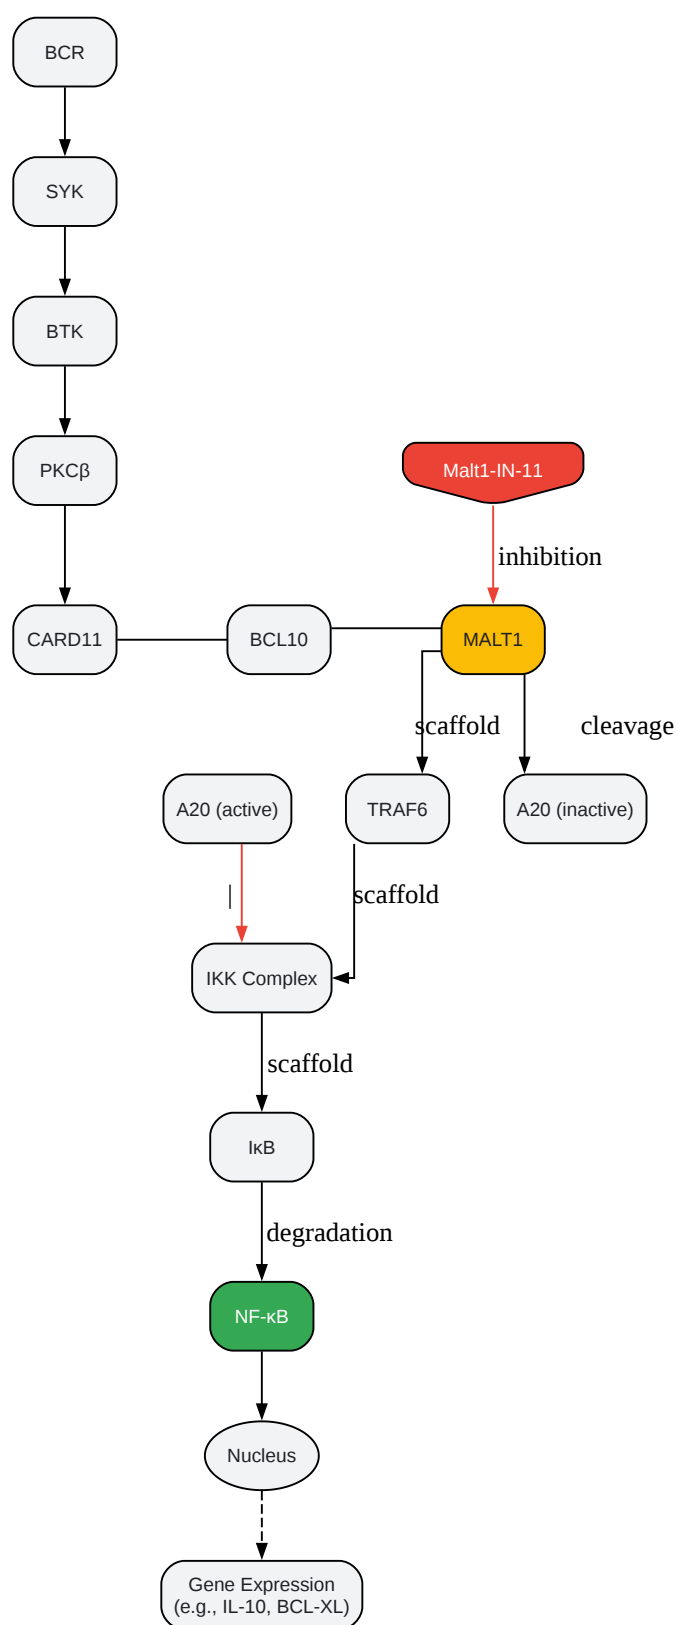 BCR
SYK
BTK
PKCβ
Malt1-IN-11
inhibition
CARD11
BCL10
MALT1
scaffold
cleavage
A20 (active)
TRAF6
A20 (inactive)
|
scaffold
IKK Complex
scaffold
IκB
degradation
NF-κB
Nucleus
Gene Expression
(e.g., IL-10, BCL-XL)